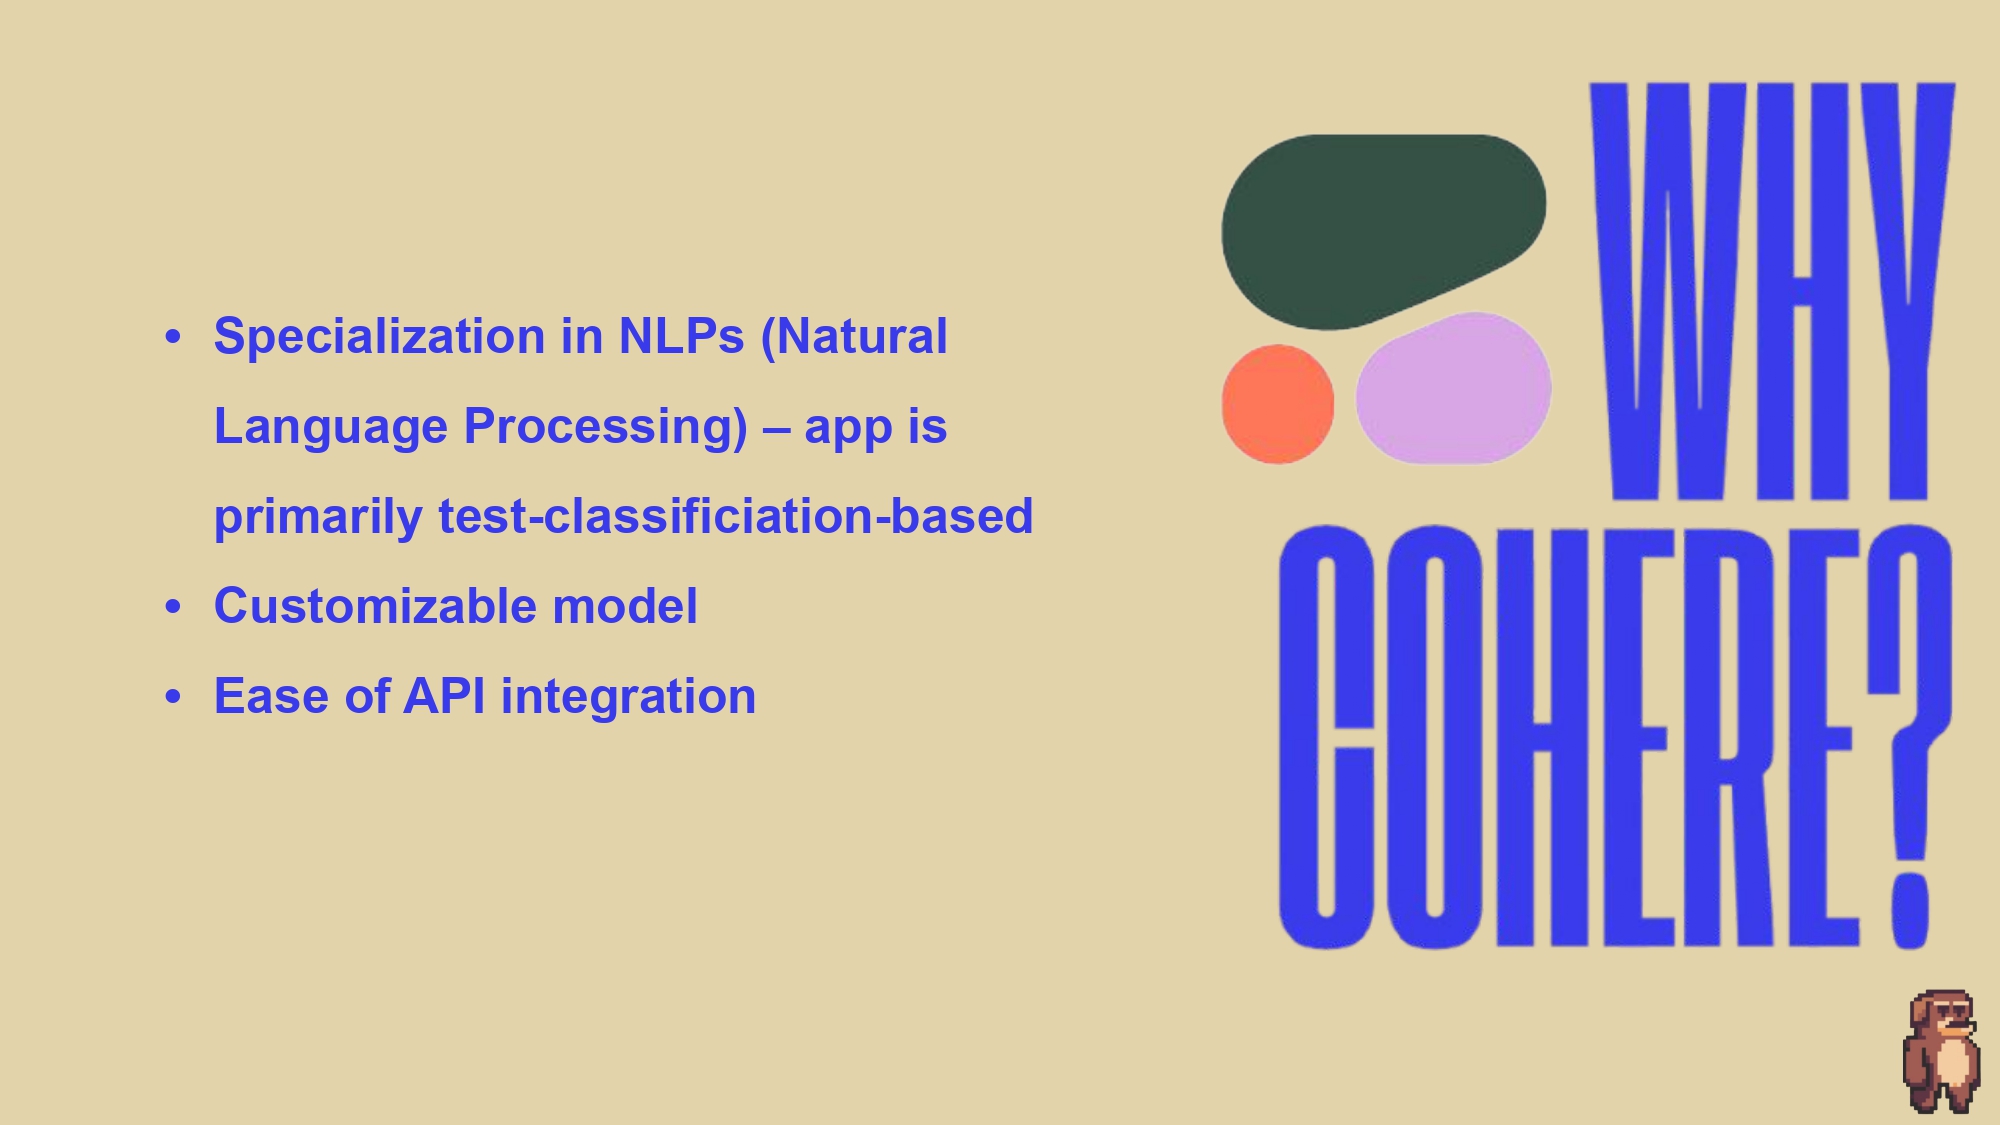 WHY
COHERE?
• Specialization in NLPs (Natural
Language Processing) – app is
primarily test-classificiation-based
• Customizable model
• Ease of API integration